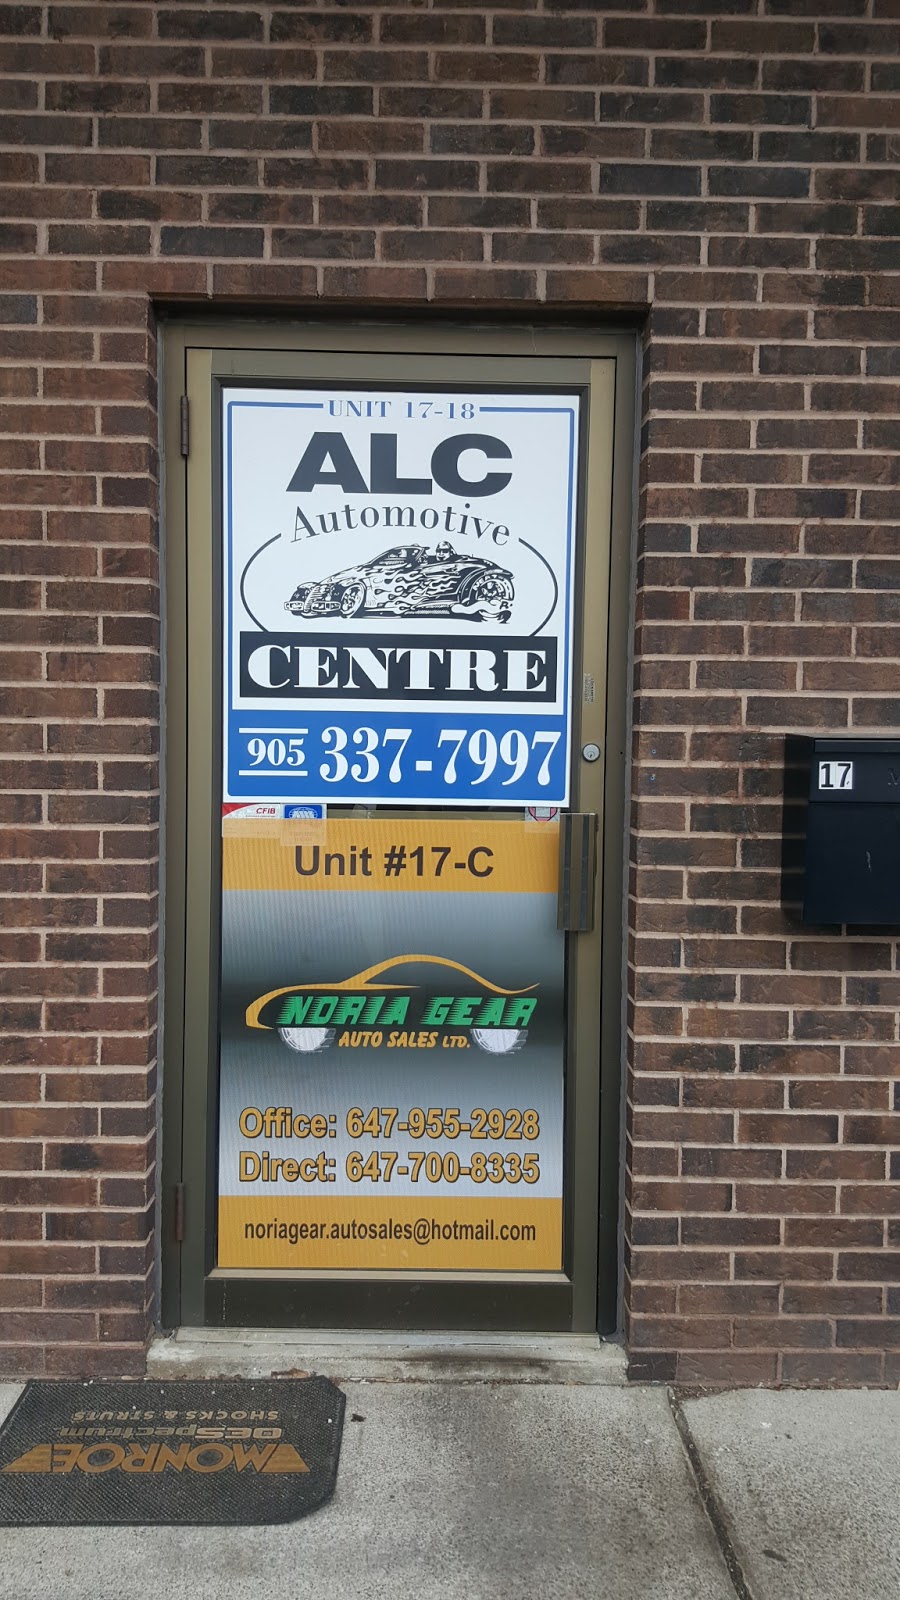 UNIT 17-18
ALC
Automotive
CENTRE
905 337-7997
CFIB
Unit #17-C
NORIA GEAR
AUTO SALES LTD.
Office: 647-955-2928
Direct: 647-700-8335
noriagear.autosales@hotmail.com
17
MONROE
OESpectrum
SHOCKS & STRUTS